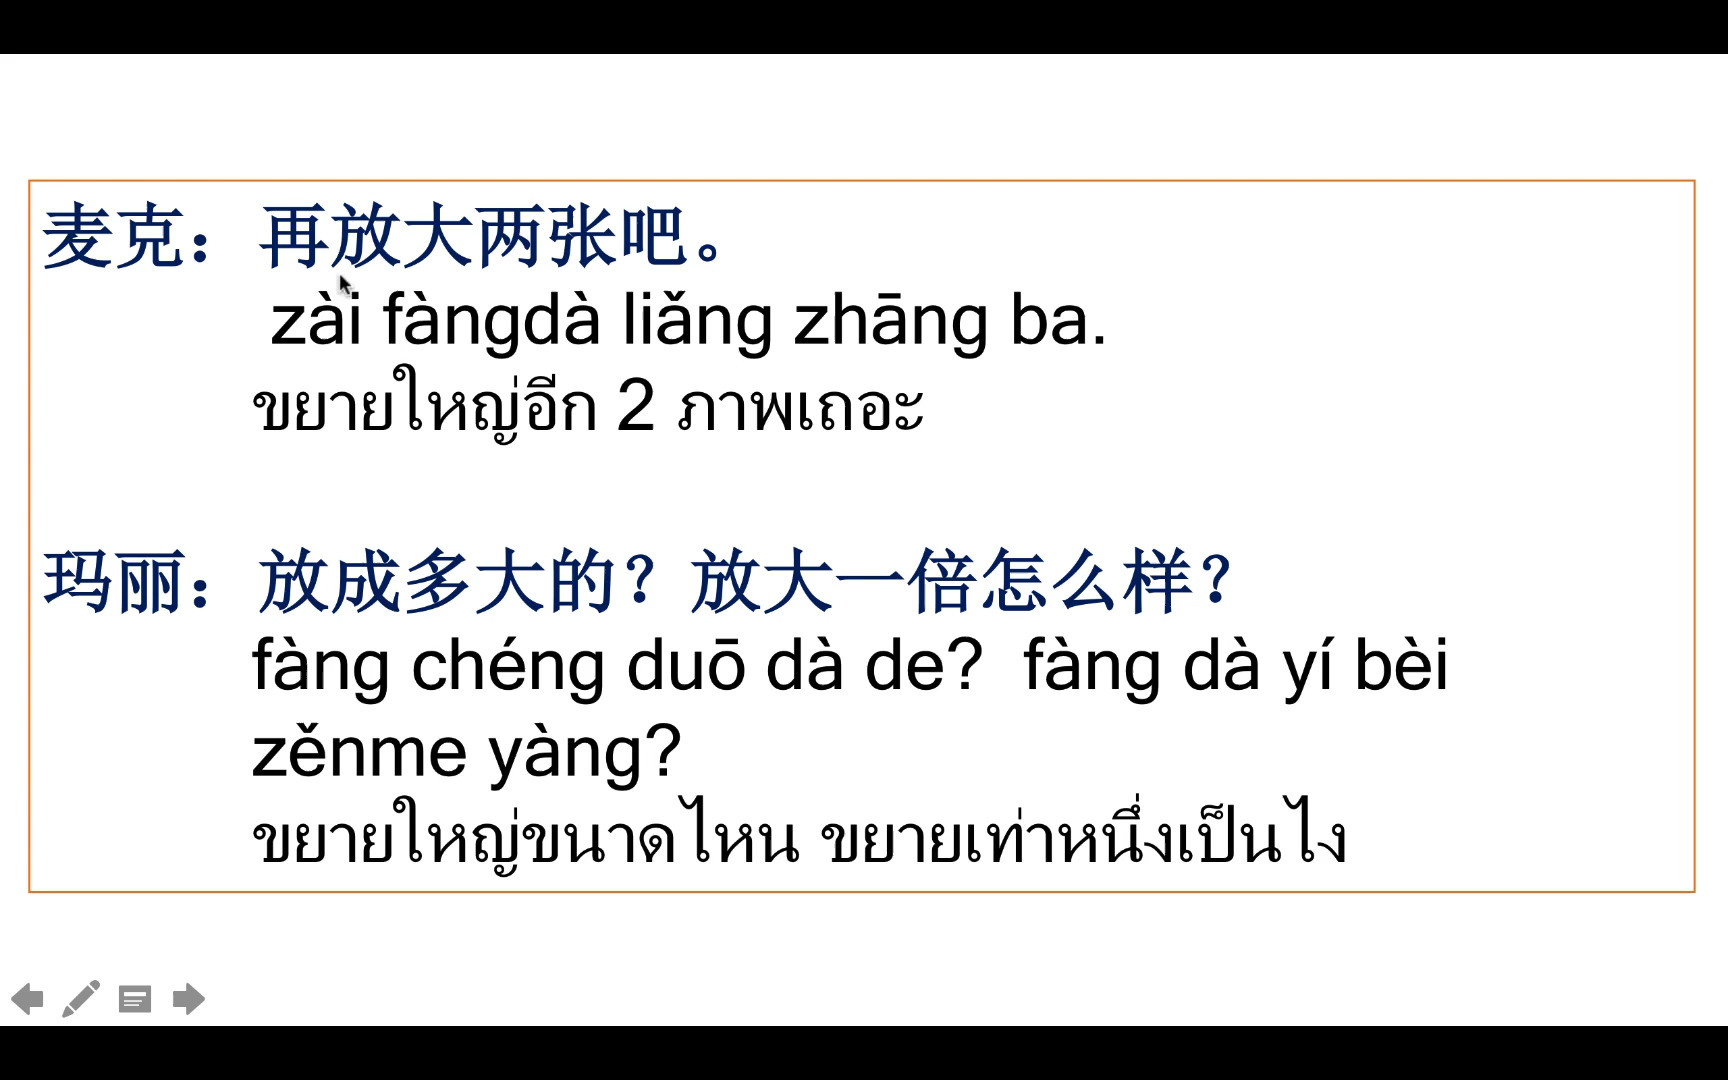 麦克：再放大两张吧。
zài fàngdà liǎng zhāng ba.
ขยายใหญ่อีก 2 ภาพเถอะ
玛丽：放成多大的？放大一倍怎么样？
fàng chéng duō dà de? fàng dà yí bèi
zěnme yàng?
ขยายใหญ่ขนาดไหน ขยายเท่าหนึ่งเป็นไง